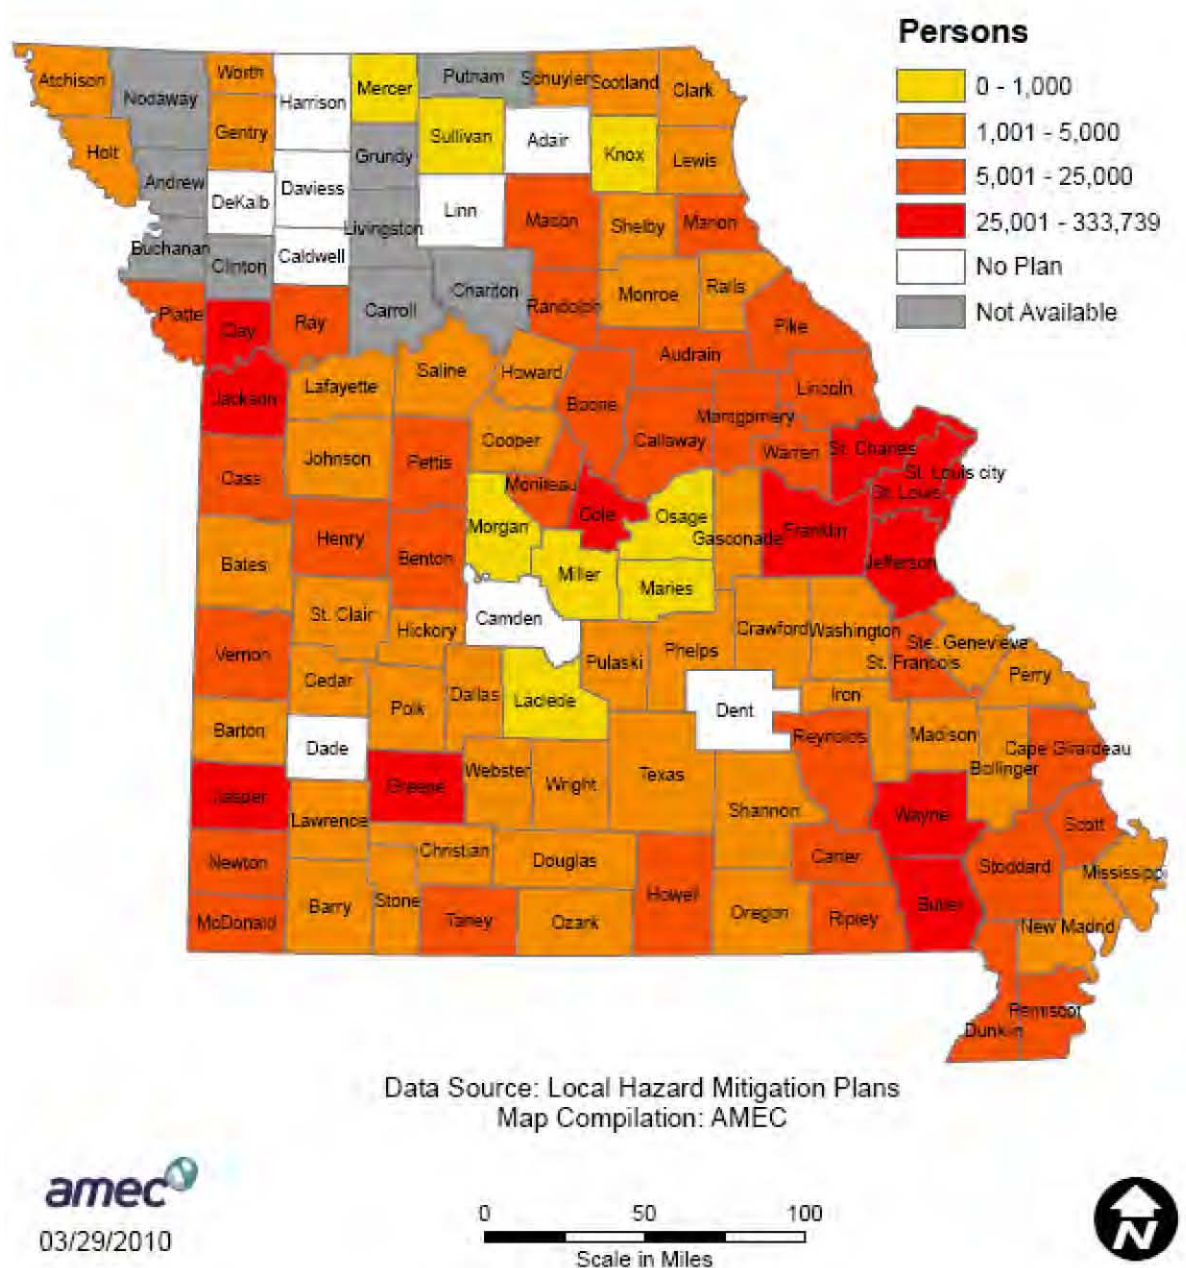 Persons
0 - 1,000
1,001 - 5,000
5,001 - 25,000
25,001 - 333,739
No Plan
Not Available
Atchison
Nodaway
Worth
Harrison
Mercer
Putnam
Schuyler
Scotland
Clark
Holt
Gentry
Sullivan
Adair
Knox
Lewis
Andrew
DeKalb
Daviess
Grundy
Linn
Macon
Shelby
Marion
Buchanan
Clinton
Caldwell
Livingston
Chariton
Randolph
Monroe
Ralls
Platte
Clay
Ray
Carroll
Pike
Audrain
Jackson
Lafayette
Saline
Howard
Boone
Lincoln
Montgomery
Callaway
Warren
St. Charles
St. Louis city
St. Louis
Cass
Johnson
Pettis
Cooper
Moniteau
Cole
Osage
Gasconade
Franklin
Jefferson
Bates
Henry
Benton
Morgan
Miller
Maries
St. Clair
Hickory
Camden
Crawford
Washington
Ste. Genevieve
St. Francois
Perry
Vernon
Cedar
Polk
Dallas
Laclede
Pulaski
Phelps
Dent
Iron
Barton
Dade
Reynolds
Madison
Cape Girardeau
Bollinger
Jasper
Greene
Webster
Wright
Texas
Shannon
Wayne
Scott
Lawrence
Newton
Christian
Douglas
Howell
Carter
Stoddard
Mississippi
McDonald
Barry
Stone
Taney
Ozark
Oregon
Ripley
Butler
New Madrid
Dunklin
Pemiscot
Data Source: Local Hazard Mitigation Plans
Map Compilation: AMEC
amec
03/29/2010
0 50 100
Scale in Miles
N